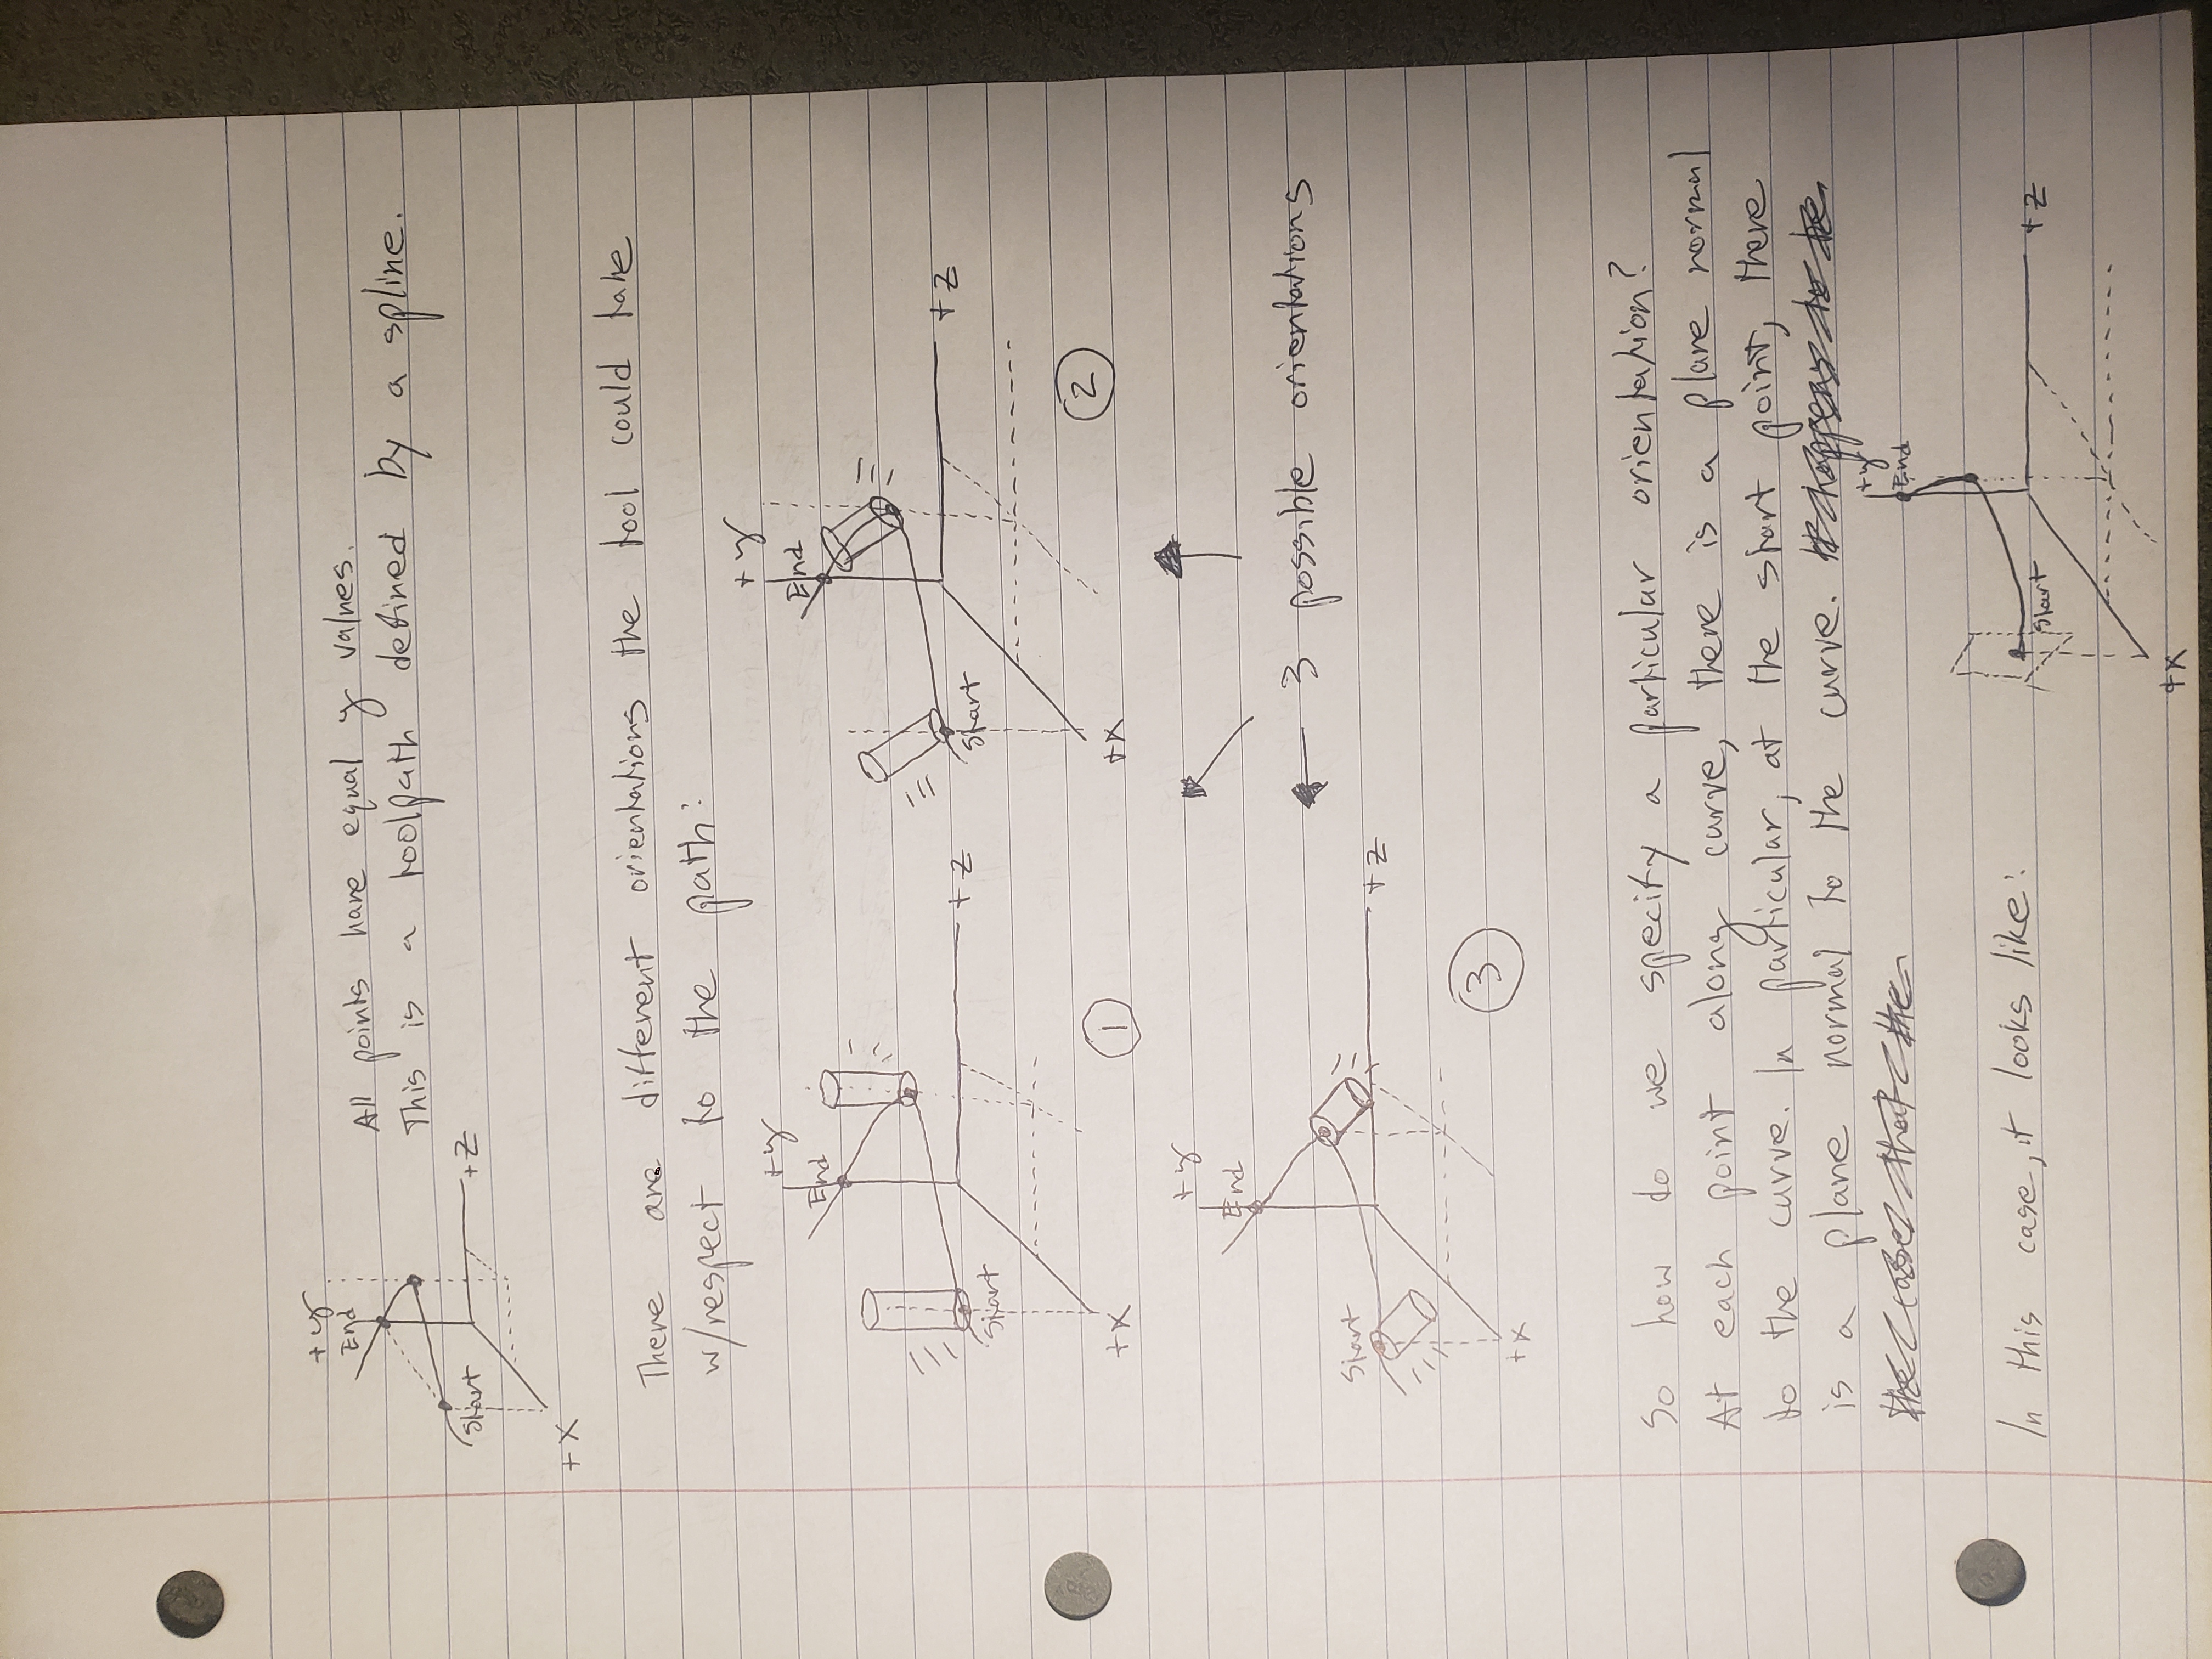 +y
End
All points have equal y values.
This is a toolpath defined by a spline.
Start
+z
+x
There are different orientations the tool could take
w/respect to the path:
+y
End
Start
+z
+x
1
+y
End
Start
+z
+x
2
+y
End
Start
+z
+x
3
3 possible orientations
So how do we specify a particular orientation?
At each point along curve, there is a plane normal
to the curve. In particular, at the start point, there
is a plane normal to the curve. It happens to be
the case that the
In this case, it looks like:
+y
End
Start
+z
+x